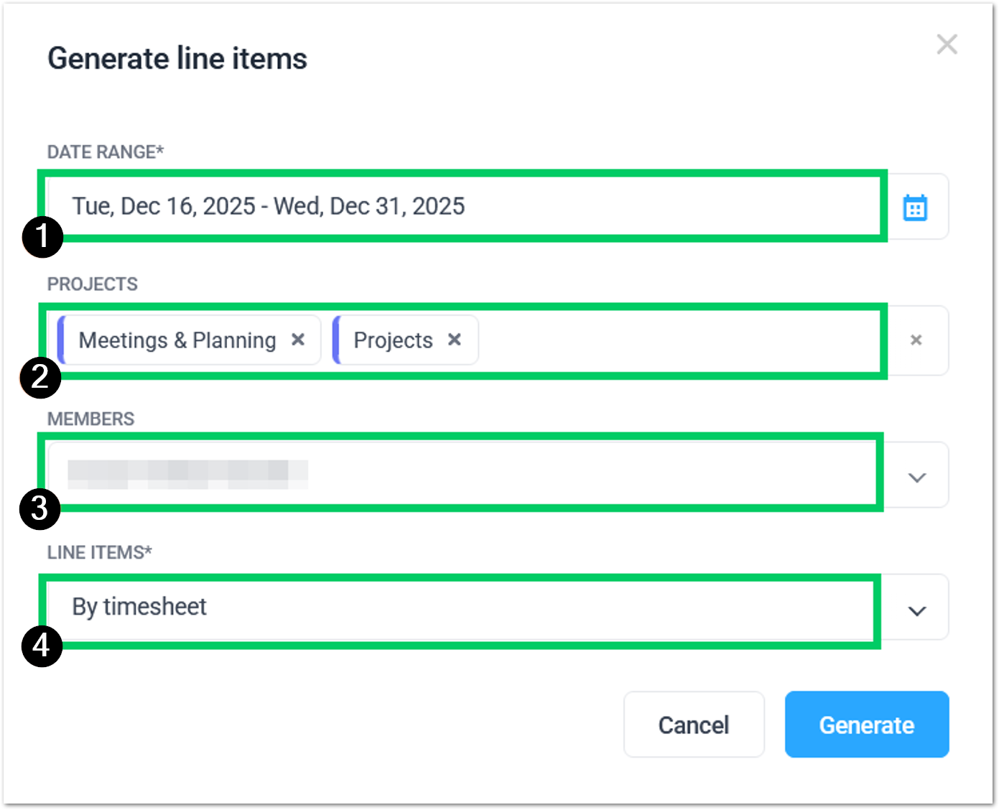 Generate line items
DATE RANGE*
Tue, Dec 16, 2025 - Wed, Dec 31, 2025
1
PROJECTS
Meetings & Planning Projects
2
MEMBERS
3
LINE ITEMS*
By timesheet
4
Cancel Generate